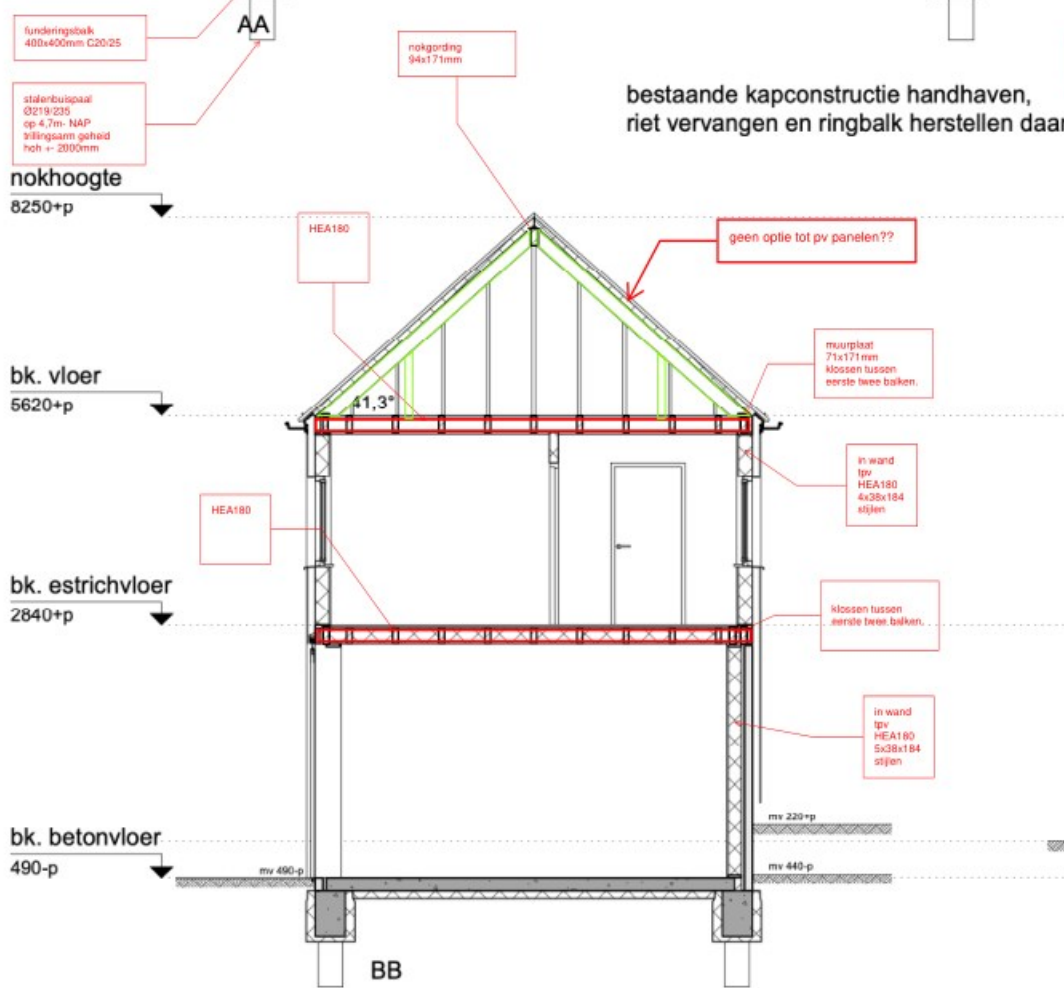 funderingsbalk
400x400mm C20/25
AA
stalenbuispaal
Ø219/235
op 4,7m- NAP
trillingsarm geheid
hoh +- 2000mm
nokgording
94x171mm
bestaande kapconstructie handhaven,
riet vervangen en ringbalk herstellen daar
nokhoogte
8250+p
HEA180
geen optie tot pv panelen??
muurplaat
71x171mm
klossen tussen
eerste twee balken.
bk. vloer
5620+p
41,3°
in wand
tpv
HEA180
4x38x184
stijlen
HEA180
bk. estrichvloer
2840+p
klossen tussen
eerste twee balken.
in wand
tpv
HEA180
5x38x184
stijlen
mv 220+p
bk. betonvloer
490-p
mv 490-p
mv 440-p
BB